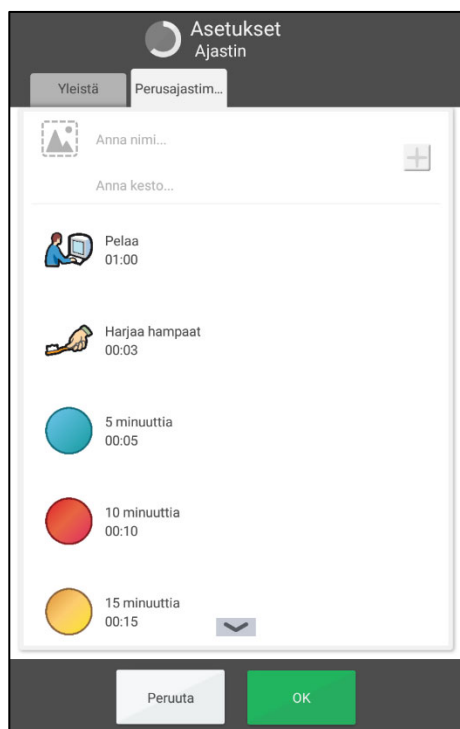 Asetukset
Ajastin
Yleistä
Perusajastim...
Anna nimi...
Anna kesto...
Pelaa
01:00
Harjaa hampaat
00:03
5 minuuttia
00:05
10 minuuttia
00:10
15 minuuttia
00:15
Peruuta
OK